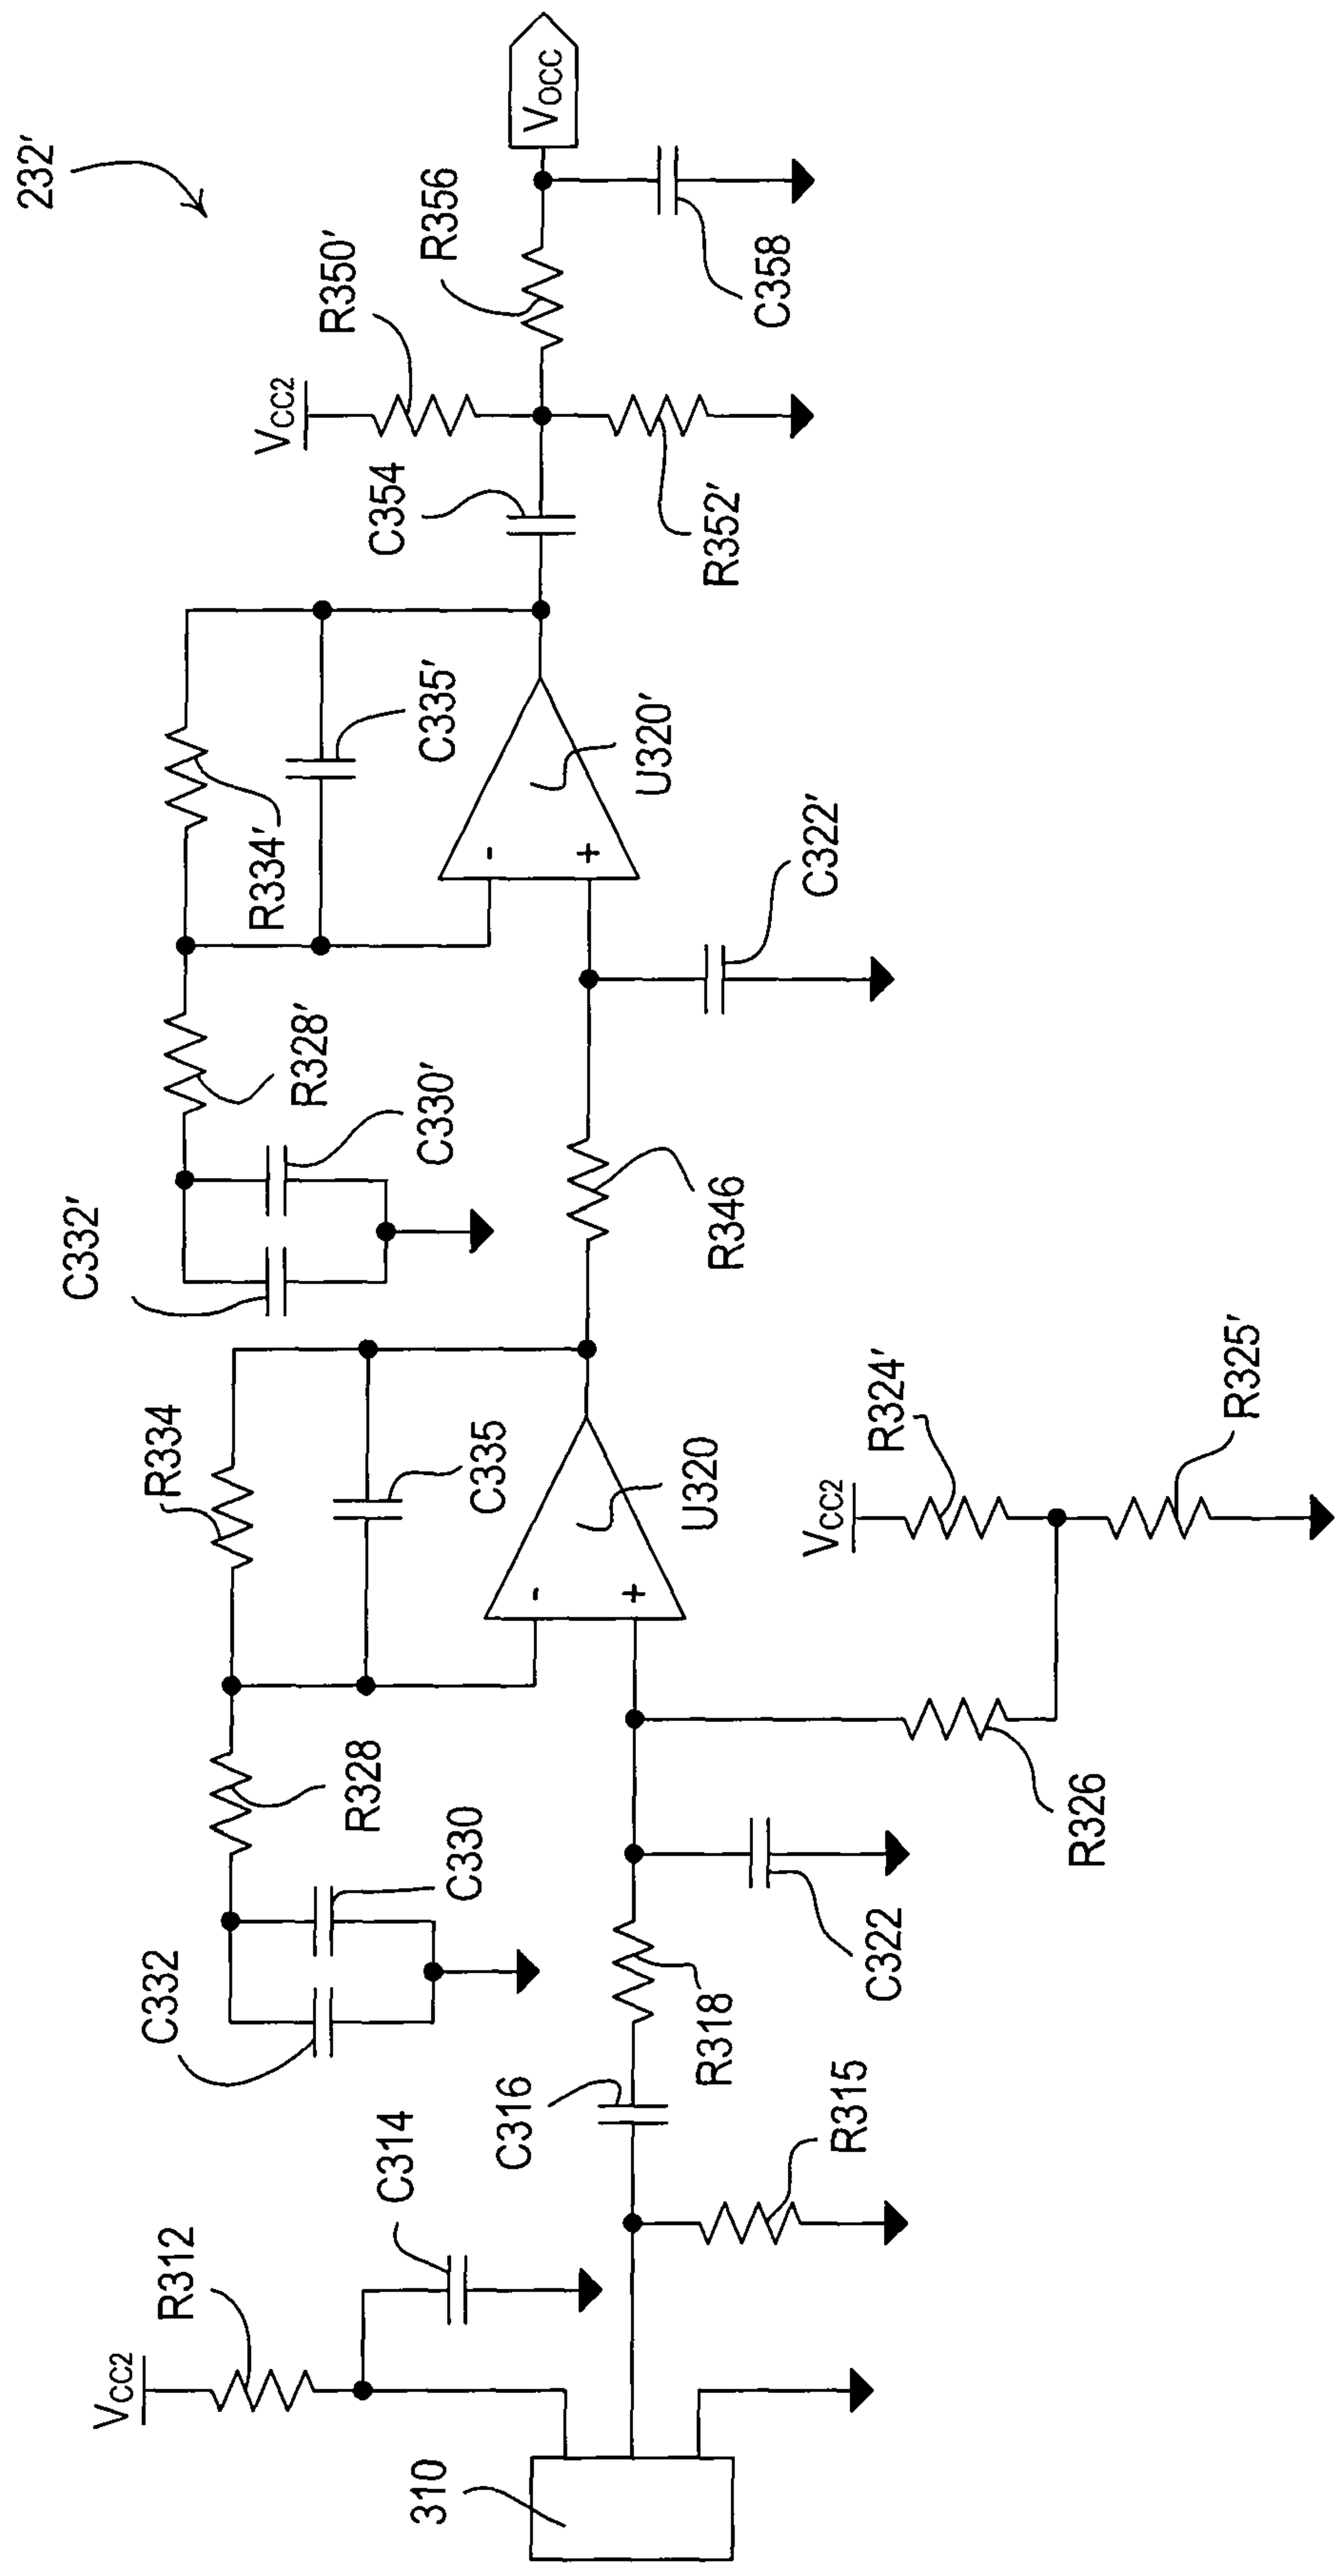 232'
VCC2
R312
C314
310
R315
C316
R318
C322
C332
C330
R328
R334
C335
U320
R326
VCC2
R324'
R325'
R346
C332'
C330'
R328'
R334'
C335'
U320'
C322'
C354
VCC2
R350'
R352'
R356
C358
VOCC
-
+
-
+